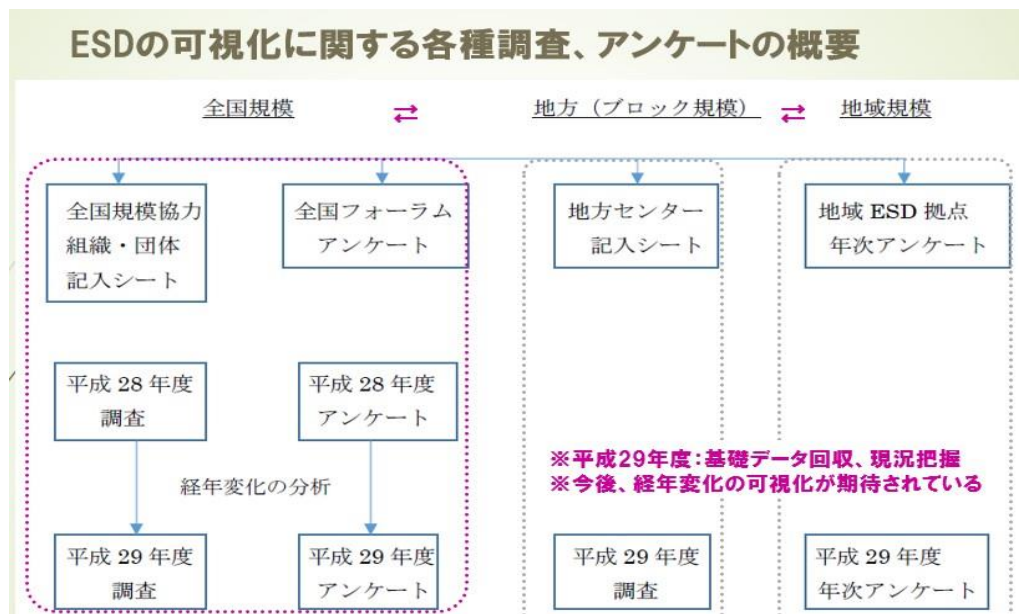 ESDの可視化に関する各種調査、アンケートの概要
全国規模 ⇄ 地方（ブロック規模） ⇄ 地域規模
全国規模協力
組織・団体
記入シート
全国フォーラム
アンケート
地方センター
記入シート
地域 ESD 拠点
年次アンケート
平成 28 年度
調査
平成 28 年度
アンケート
※平成29年度：基礎データ回収、現況把握
※今後、経年変化の可視化が期待されている
経年変化の分析
平成 29 年度
調査
平成 29 年度
アンケート
平成 29 年度
調査
平成 29 年度
年次アンケート